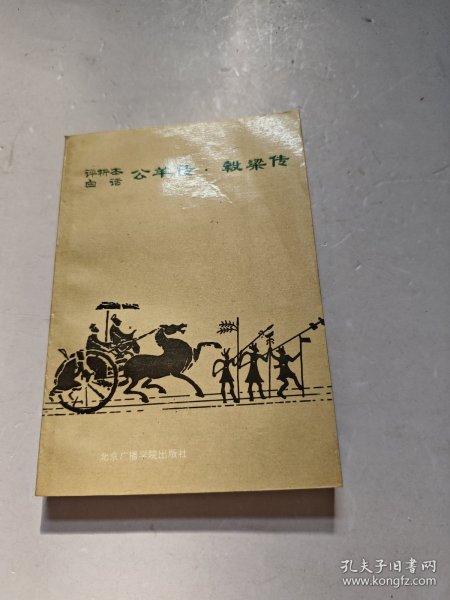 评析本
白话
公羊传·穀梁传
北京广播学院出版社
孔夫子旧书网
www.kongfz.com